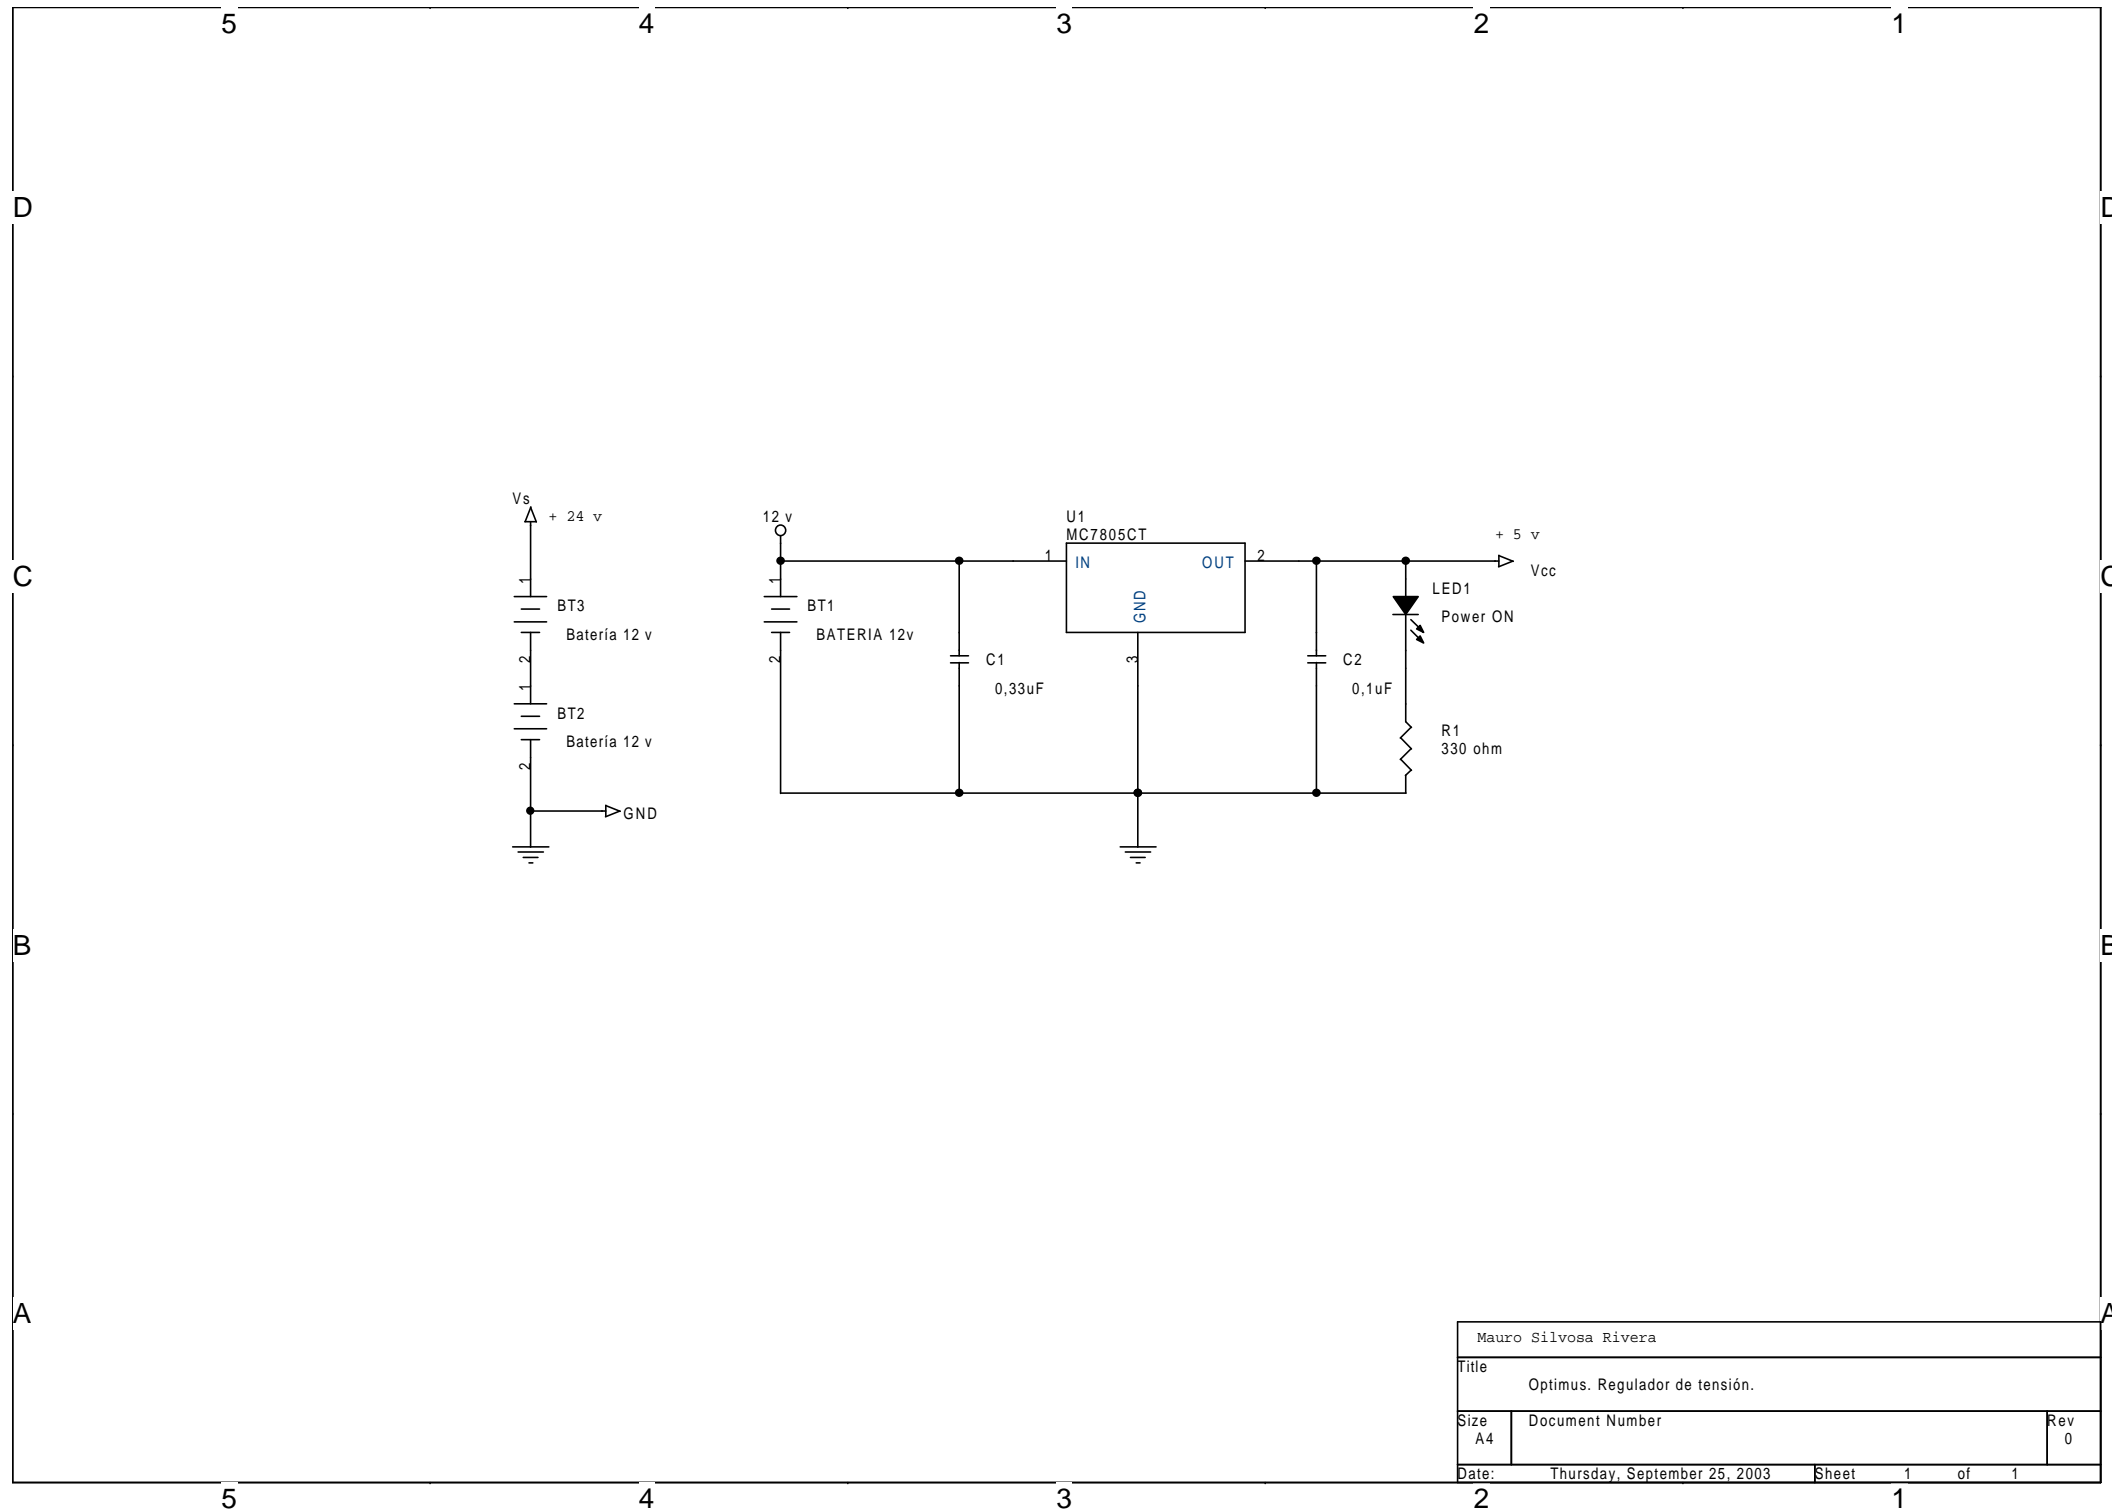 5 4 3 2 1
D D
Vs
+ 24 v
12 v
U1
MC7805CT
+ 5 v
C C
1 IN OUT 2
Vcc
1
BT3
Batería 12 v
2
1
BT1
BATERIA 12v
2
GND
3
LED1
Power ON
C1
0,33uF
C2
0,1uF
1
BT2
Batería 12 v
2
R1
330 ohm
GND
B B
A A
Mauro Silvosa Rivera
Title
Optimus. Regulador de tensión.
Size Document Number Rev
A4 0
Date: Thursday, September 25, 2003 Sheet 1 of 1
5 4 3 2 1